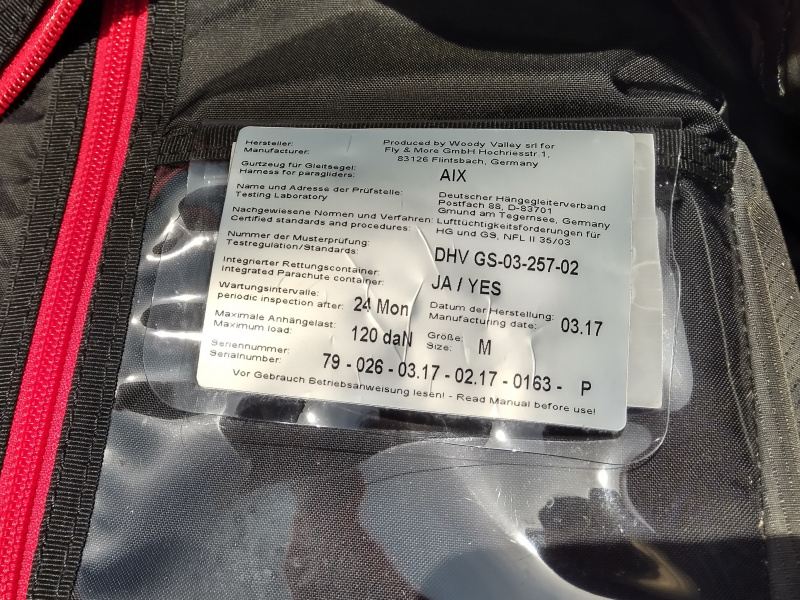 Hersteller: Produced by Woody Valley srl for
Manufacturer: Fly & More GmbH Hochriesstr 1,
83126 Flintsbach, Germany
Gurtzeug für Gleitsegel:
Harness for paragliders: AIX
Name und Adresse der Prüfstelle: Deutscher Hängegleiterverband
Testing Laboratory Postfach 88, D-83701
Gmund am Tegernsee, Germany
Nachgewiesene Normen und Verfahren: Lufttüchtigkeitsforderungen für
Certified standards and procedures: HG und GS, NFL II 35/03
Nummer der Musterprüfung:
Testregulation/Standards: DHV GS-03-257-02
Integrierter Rettungscontainer:
Integrated Parachute container: JA / YES
Wartungsintervalle: Datum der Herstellung:
periodic inspection after: 24 Mon Manufacturing date: 03.17
Maximale Anhängelast: Größe:
Maximum load: 120 daN Size: M
Seriennummer:
Serialnumber: 79 - 026 - 03.17 - 02.17 - 0163 - P
Vor Gebrauch Betriebsanweisung lesen! - Read Manual before use!